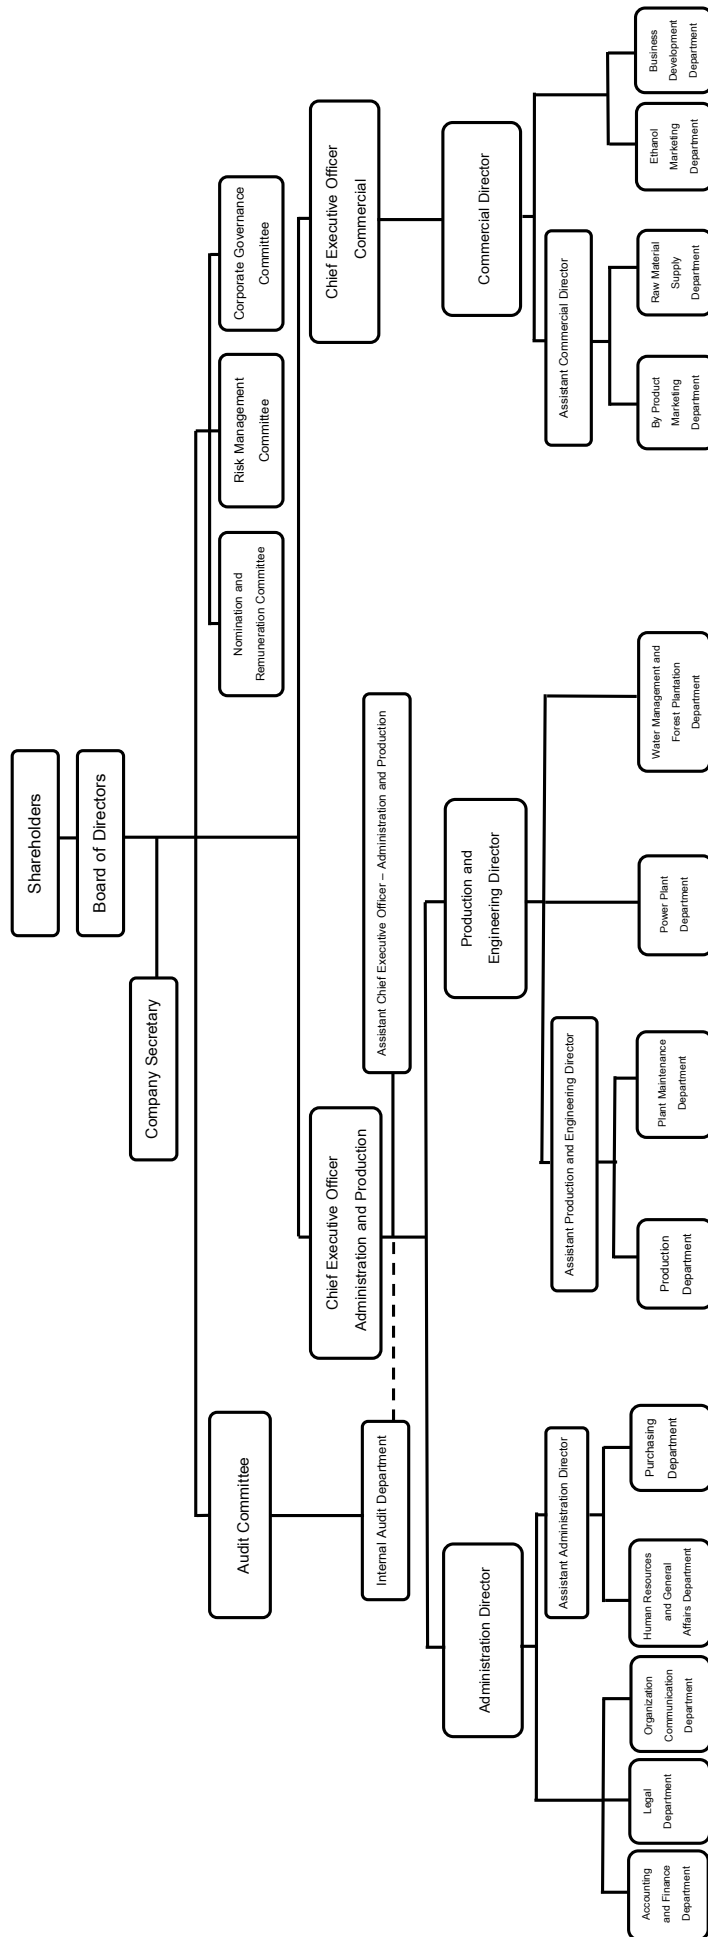 Shareholders
Board of Directors
Company Secretary
Audit Committee
Nomination and
Remuneration Committee
Risk Management
Committee
Corporate Governance
Committee
Chief Executive Officer
Administration and Production
Chief Executive Officer
Commercial
Internal Audit Department
Assistant Chief Executive Officer – Administration and Production
Administration Director
Production and
Engineering Director
Commercial Director
Assistant Administration Director
Assistant Production and Engineering Director
Assistant Commercial Director
Accounting
and Finance
Department
Legal
Department
Organization
Communication
Department
Human Resources
and General
Affairs Department
Purchasing
Department
Production
Department
Plant Maintenance
Department
Power Plant
Department
Water Management and
Forest Plantation
Department
By Product
Marketing
Department
Raw Material
Supply
Department
Ethanol
Marketing
Department
Business
Development
Department